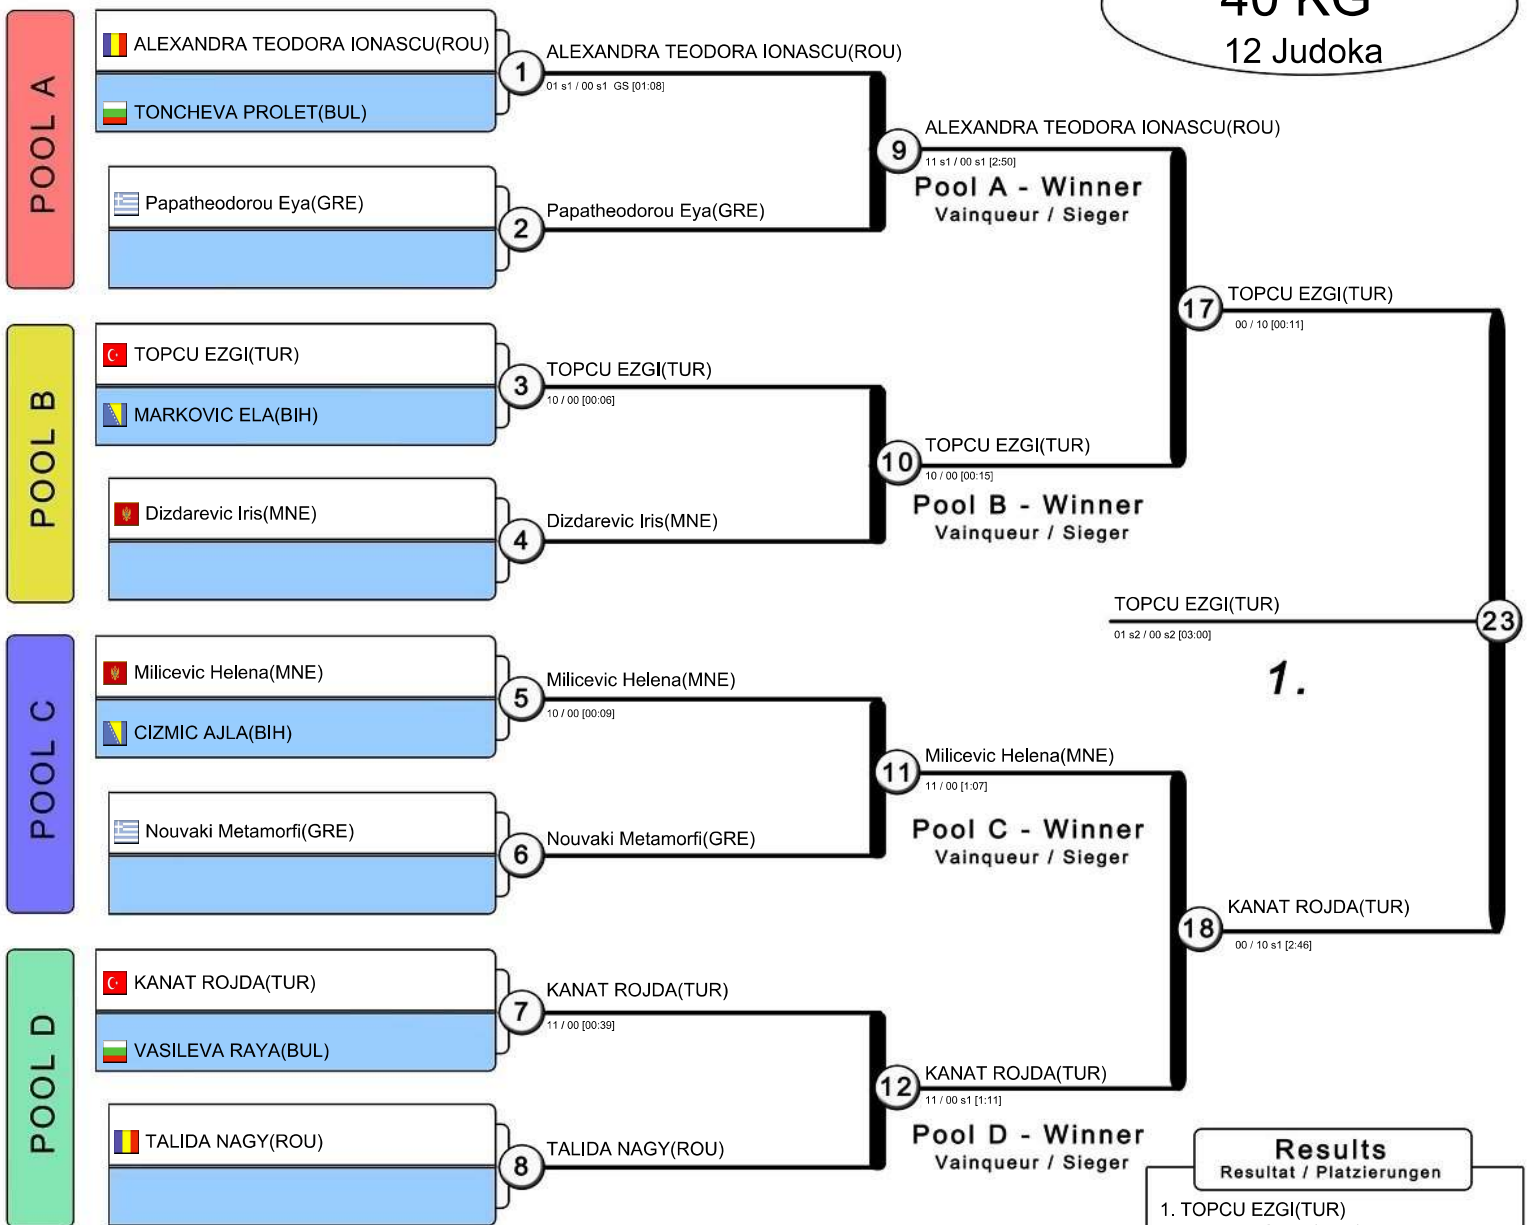 40 KG
12 Judoka
POOL A
ALEXANDRA TEODORA IONASCU(ROU)
TONCHEVA PROLET(BUL)
1
ALEXANDRA TEODORA IONASCU(ROU)
01 s1 / 00 s1 GS [01:08]
Papatheodorou Eya(GRE)
2
Papatheodorou Eya(GRE)
9
ALEXANDRA TEODORA IONASCU(ROU)
11 s1 / 00 s1 [2:50]
Pool A - Winner
Vainqueur / Sieger
POOL B
TOPCU EZGI(TUR)
MARKOVIC ELA(BIH)
3
TOPCU EZGI(TUR)
10 / 00 [00:06]
Dizdarevic Iris(MNE)
4
Dizdarevic Iris(MNE)
10
TOPCU EZGI(TUR)
10 / 00 [00:15]
Pool B - Winner
Vainqueur / Sieger
17
TOPCU EZGI(TUR)
00 / 10 [00:11]
TOPCU EZGI(TUR)
01 s2 / 00 s2 [03:00]
23
1.
POOL C
Milicevic Helena(MNE)
CIZMIC AJLA(BIH)
5
Milicevic Helena(MNE)
10 / 00 [00:09]
Nouvaki Metamorfi(GRE)
6
Nouvaki Metamorfi(GRE)
11
Milicevic Helena(MNE)
11 / 00 [1:07]
Pool C - Winner
Vainqueur / Sieger
18
KANAT ROJDA(TUR)
00 / 10 s1 [2:46]
POOL D
KANAT ROJDA(TUR)
VASILEVA RAYA(BUL)
7
KANAT ROJDA(TUR)
11 / 00 [00:39]
TALIDA NAGY(ROU)
8
TALIDA NAGY(ROU)
12
KANAT ROJDA(TUR)
11 / 00 s1 [1:11]
Pool D - Winner
Vainqueur / Sieger
Results
Resultat / Platzierungen
1. TOPCU EZGI(TUR)